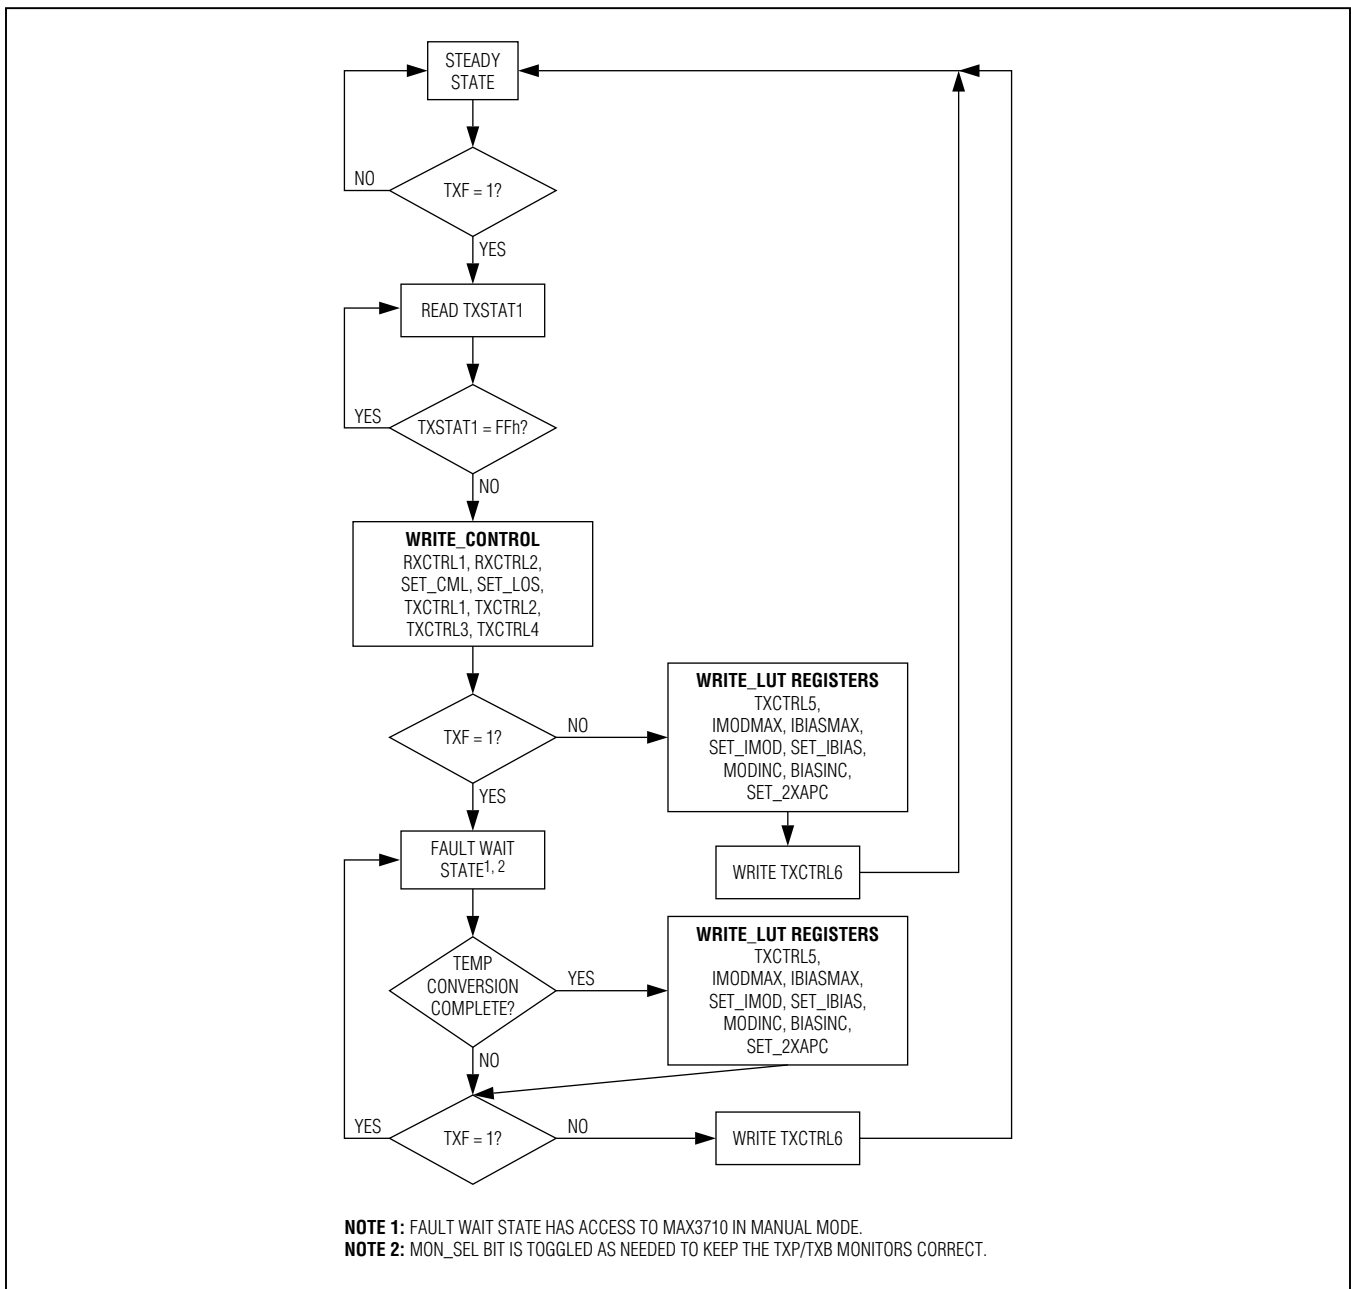 STEADY
STATE
NO
TXF = 1?
YES
READ TXSTAT1
YES
TXSTAT1 = FFh?
NO
WRITE_CONTROL
RXCTRL1, RXCTRL2,
SET_CML, SET_LOS,
TXCTRL1, TXCTRL2,
TXCTRL3, TXCTRL4
TXF = 1?
NO
WRITE_LUT REGISTERS
TXCTRL5,
IMODMAX, IBIASMAX,
SET_IMOD, SET_IBIAS,
MODINC, BIASINC,
SET_2XAPC
YES
FAULT WAIT
STATE1, 2
WRITE TXCTRL6
TEMP
CONVERSION
COMPLETE?
YES
WRITE_LUT REGISTERS
TXCTRL5,
IMODMAX, IBIASMAX,
SET_IMOD, SET_IBIAS,
MODINC, BIASINC,
SET_2XAPC
NO
YES
TXF = 1?
NO
WRITE TXCTRL6
NOTE 1: FAULT WAIT STATE HAS ACCESS TO MAX3710 IN MANUAL MODE.
NOTE 2: MON_SEL BIT IS TOGGLED AS NEEDED TO KEEP THE TXP/TXB MONITORS CORRECT.